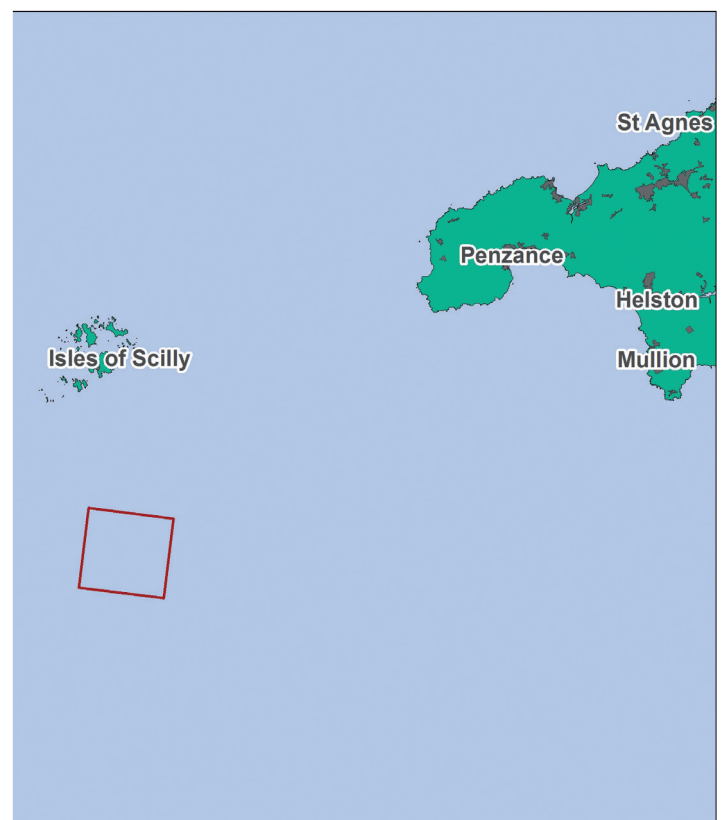 St Agnes
Penzance
Helston
Isles of Scilly
Mullion